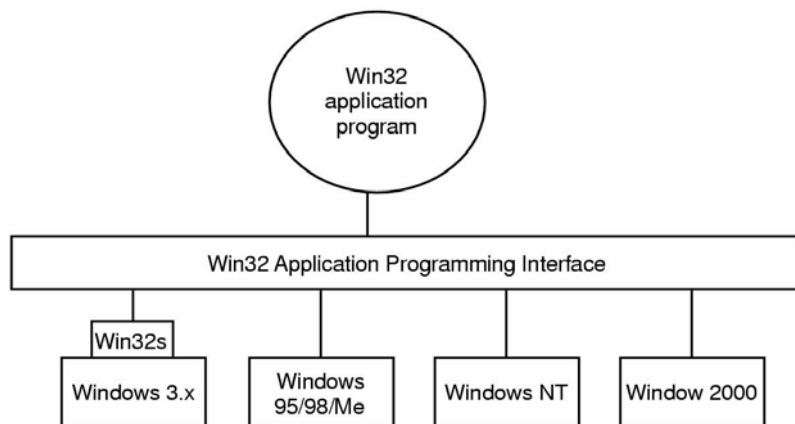 Win32
application
program
Win32 Application Programming Interface
Win32s
Windows 3.x
Windows
95/98/Me
Windows NT
Window 2000